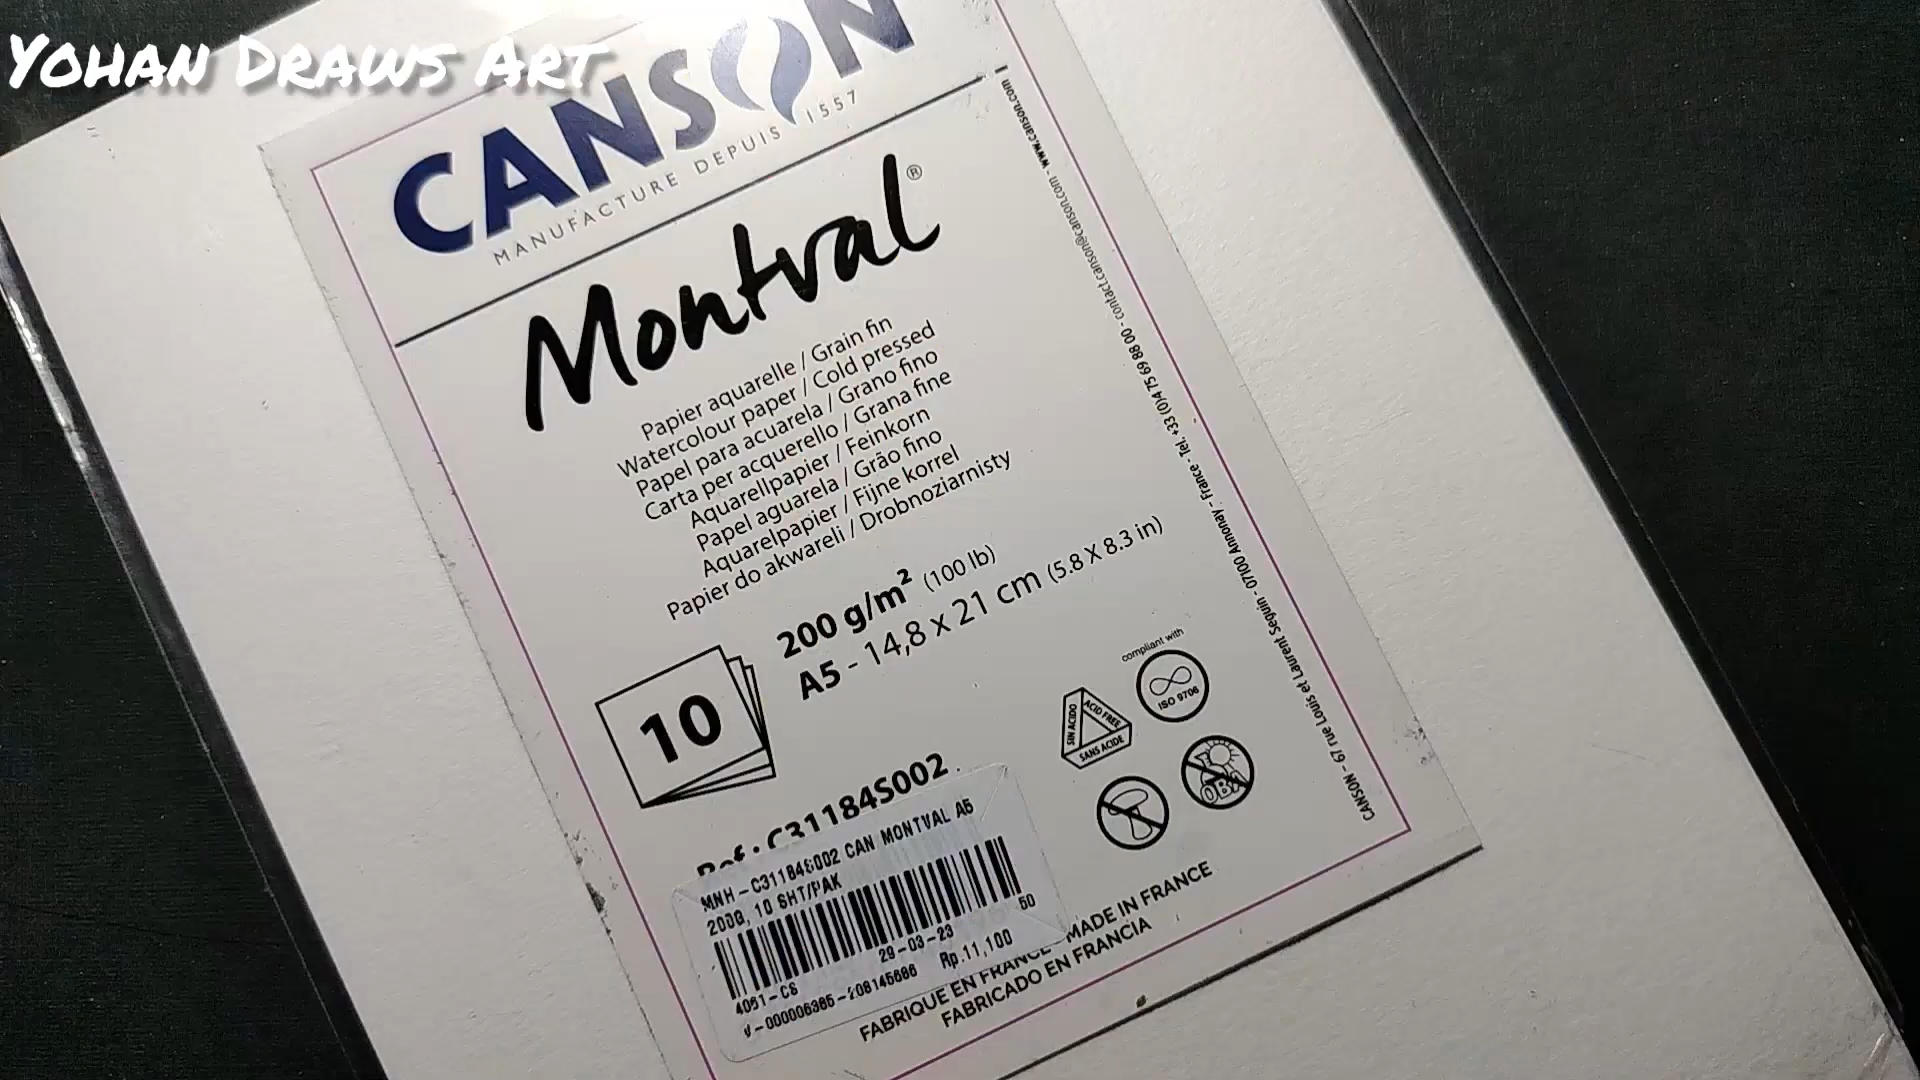 Yohan Draws Art
CANSON
MANUFACTURE DEPUIS 1557
Montval®
Papier aquarelle / Grain fin
Watercolour paper / Cold pressed
Papel para acuarela / Grano fino
Carta per acquerello / Grana fine
Aquarellpapier / Feinkorn
Papel aguarela / Grão fino
Aquarelpapier / Fijne korrel
Papier do akwareli / Drobnoziarnisty
200 g/m² (100 lb)
A5 - 14,8 x 21 cm (5.8 X 8.3 in)
10
compliant with
ISO 9706
SIN ACIDO
ACID FREE
SANS ACIDE
OBA
Ref : C31184S002
MNH-C31184S002 CAN MONTVAL A5
200G, 10 SHT/PAK
50
29-03-23
4061-CS
Rp.11,100
FABRIQUE EN FRANCE - MADE IN FRANCE
FABRICADO EN FRANCIA
CANSON - 67 rue Louis et Laurent Seguin - 07100 Annonay - France - Tel. +33 (0)4 75 69 88 00 - contact.canson@canson.com - www.canson.com